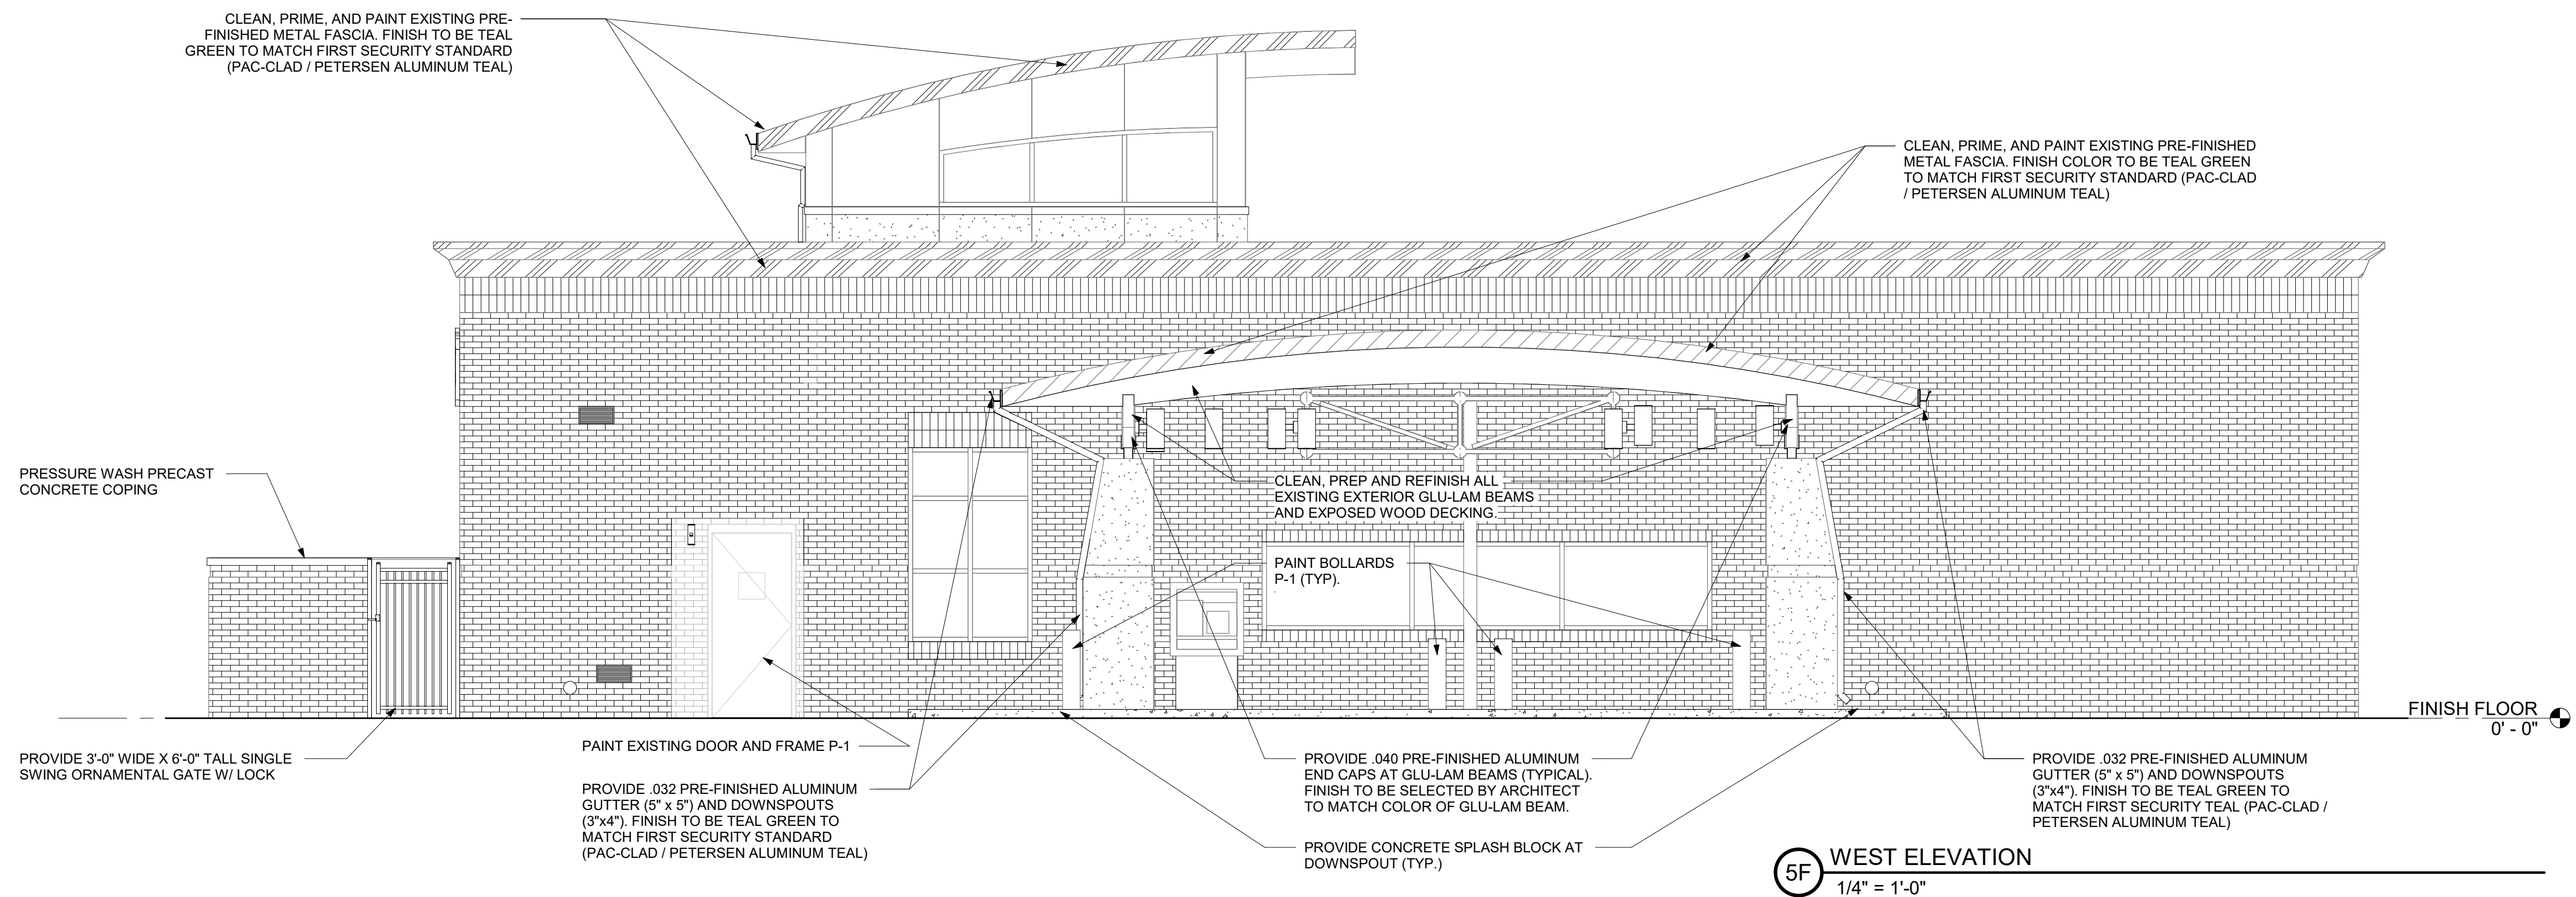 CLEAN, PRIME, AND PAINT EXISTING PRE-
FINISHED METAL FASCIA. FINISH TO BE TEAL
GREEN TO MATCH FIRST SECURITY STANDARD
(PAC-CLAD / PETERSEN ALUMINUM TEAL)
CLEAN, PRIME, AND PAINT EXISTING PRE-FINISHED
METAL FASCIA. FINISH COLOR TO BE TEAL GREEN
TO MATCH FIRST SECURITY STANDARD (PAC-CLAD
/ PETERSEN ALUMINUM TEAL)
PRESSURE WASH PRECAST
CONCRETE COPING
CLEAN, PREP AND REFINISH ALL
EXISTING EXTERIOR GLU-LAM BEAMS
AND EXPOSED WOOD DECKING.
PAINT BOLLARDS
P-1 (TYP).
FINISH FLOOR
0' - 0"
PROVIDE 3'-0" WIDE X 6'-0" TALL SINGLE
SWING ORNAMENTAL GATE W/ LOCK
PAINT EXISTING DOOR AND FRAME P-1
PROVIDE .032 PRE-FINISHED ALUMINUM
GUTTER (5" x 5") AND DOWNSPOUTS
(3"x4"). FINISH TO BE TEAL GREEN TO
MATCH FIRST SECURITY STANDARD
(PAC-CLAD / PETERSEN ALUMINUM TEAL)
PROVIDE .040 PRE-FINISHED ALUMINUM
END CAPS AT GLU-LAM BEAMS (TYPICAL).
FINISH TO BE SELECTED BY ARCHITECT
TO MATCH COLOR OF GLU-LAM BEAM.
PROVIDE CONCRETE SPLASH BLOCK AT
DOWNSPOUT (TYP.)
PROVIDE .032 PRE-FINISHED ALUMINUM
GUTTER (5" x 5") AND DOWNSPOUTS
(3"x4"). FINISH TO BE TEAL GREEN TO
MATCH FIRST SECURITY TEAL (PAC-CLAD /
PETERSEN ALUMINUM TEAL)
5F
WEST ELEVATION
1/4" = 1'-0"